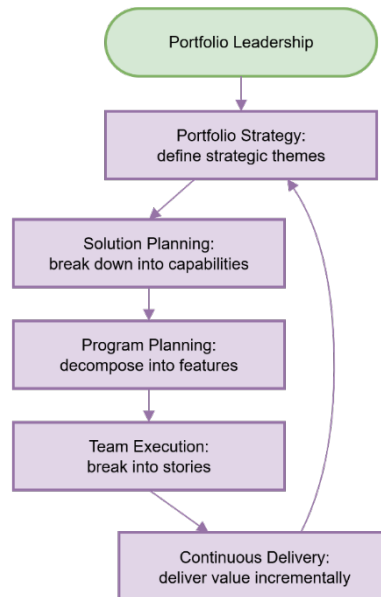 Portfolio Leadership
Portfolio Strategy:
define strategic themes
Solution Planning:
break down into capabilities
Program Planning:
decompose into features
Team Execution:
break into stories
Continuous Delivery:
deliver value incrementally